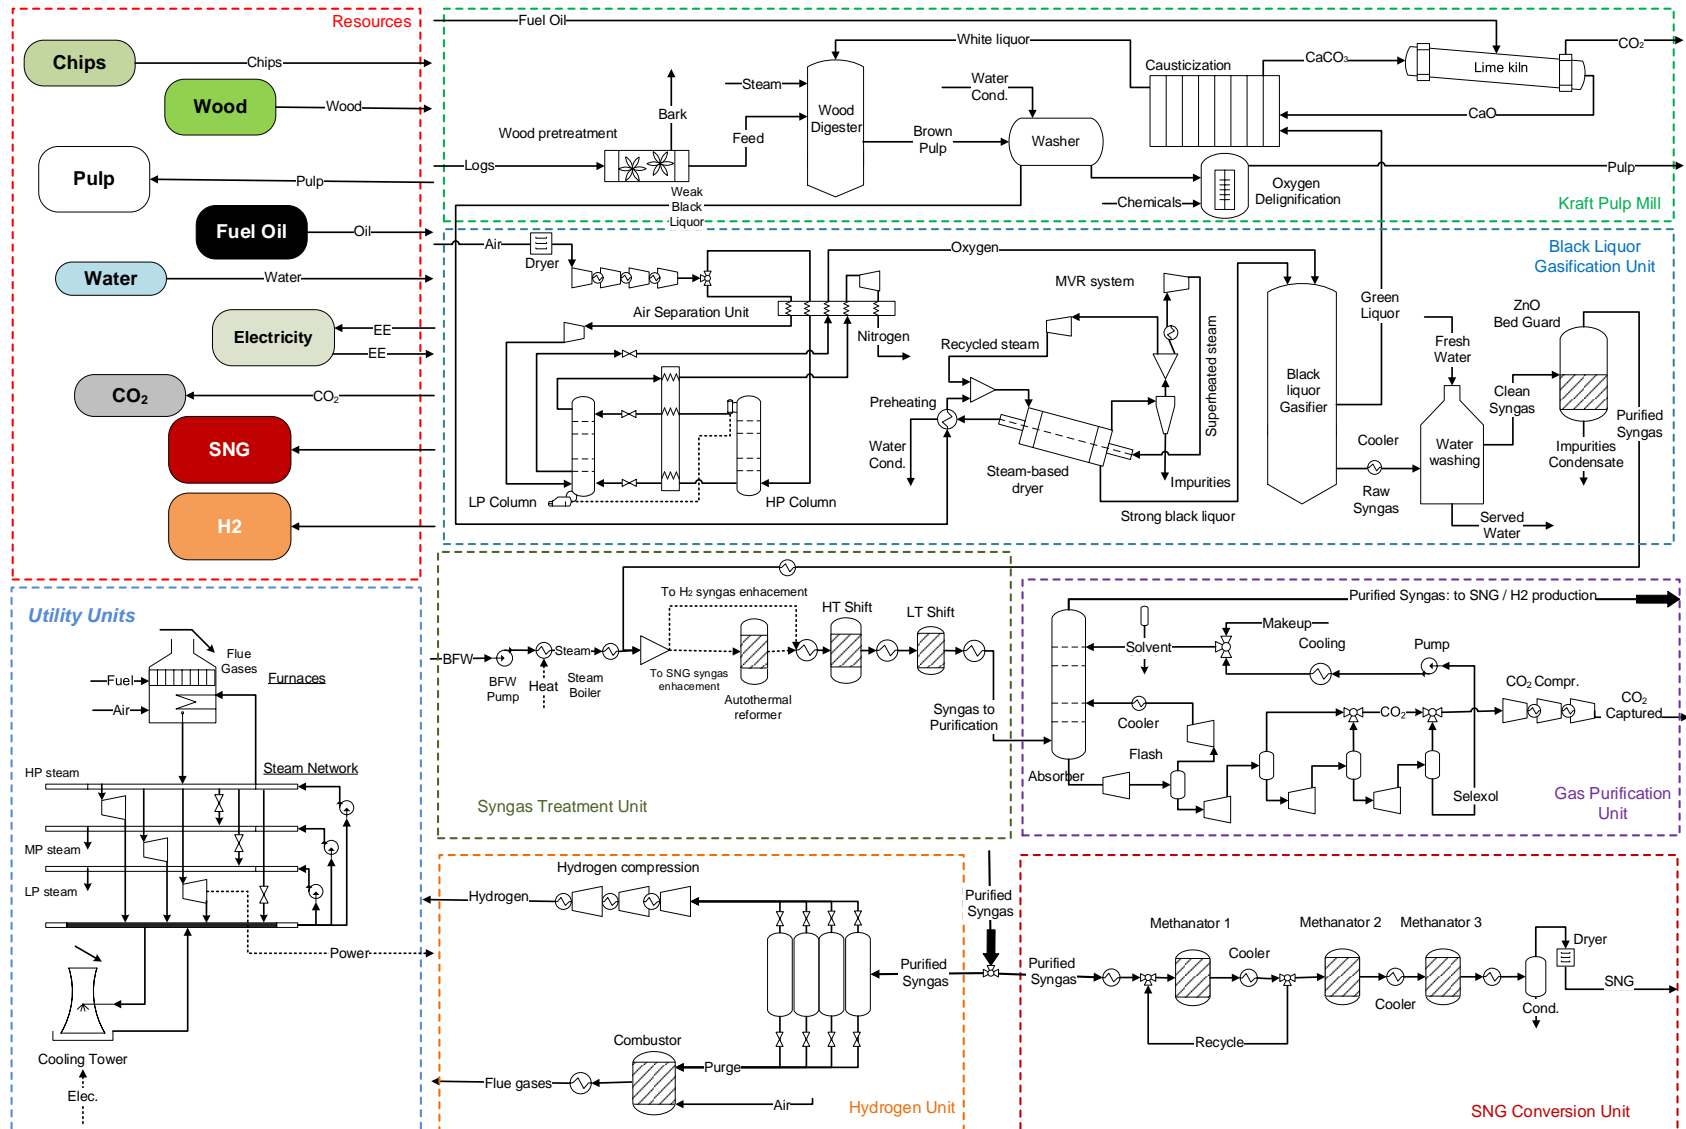 Resources
Chips
Chips
Wood
Wood
Pulp
Pulp
Fuel Oil
Oil
Water
Water
Electricity
EE
EE
CO₂
CO₂
SNG
H2
Fuel Oil
White liquor
Causticization
CaCO₃
Lime kiln
CO₂
CaO
Steam
Water
Cond.
Bark
Wood
Digester
Wood pretreatment
Feed
Brown
Pulp
Washer
Logs
Weak
Black
Liquor
Chemicals
Oxygen
Delignification
Pulp
Kraft Pulp Mill
Air
Dryer
Oxygen
Black Liquor
Gasification Unit
MVR system
Air Separation Unit
Nitrogen
Recycled steam
Superheated steam
Green
Liquor
ZnO
Bed Guard
Fresh
Water
Black
liquor
Gasifier
Clean
Syngas
Purified
Syngas
Preheating
Water
Cond.
Steam-based
dryer
Impurities
Cooler
Raw
Syngas
Water
washing
Impurities
Condensate
LP Column
HP Column
Strong black liquor
Served
Water
Utility Units
Flue
Gases
Fuel
Furnaces
Air
HP steam
Steam Network
MP steam
LP steam
Power
Cooling Tower
Elec.
To H₂ syngas enhacement
HT Shift
LT Shift
BFW
BFW
Pump
Steam
Heat
Steam
Boiler
To SNG syngas
enhacement
Autothermal
reformer
Syngas to
Purification
Syngas Treatment Unit
Purified Syngas: to SNG / H2 production
Solvent
Makeup
Cooling
Pump
Cooler
Flash
Absorber
CO₂
CO₂ Compr.
CO₂
Captured
Selexol
Gas Purification
Unit
Hydrogen compression
Hydrogen
Purified
Syngas
Purified
Syngas
Combustor
Purge
Flue gases
Air
Hydrogen Unit
Purified
Syngas
Methanator 1
Cooler
Methanator 2
Methanator 3
Cooler
Dryer
SNG
Cond.
Recycle
SNG Conversion Unit